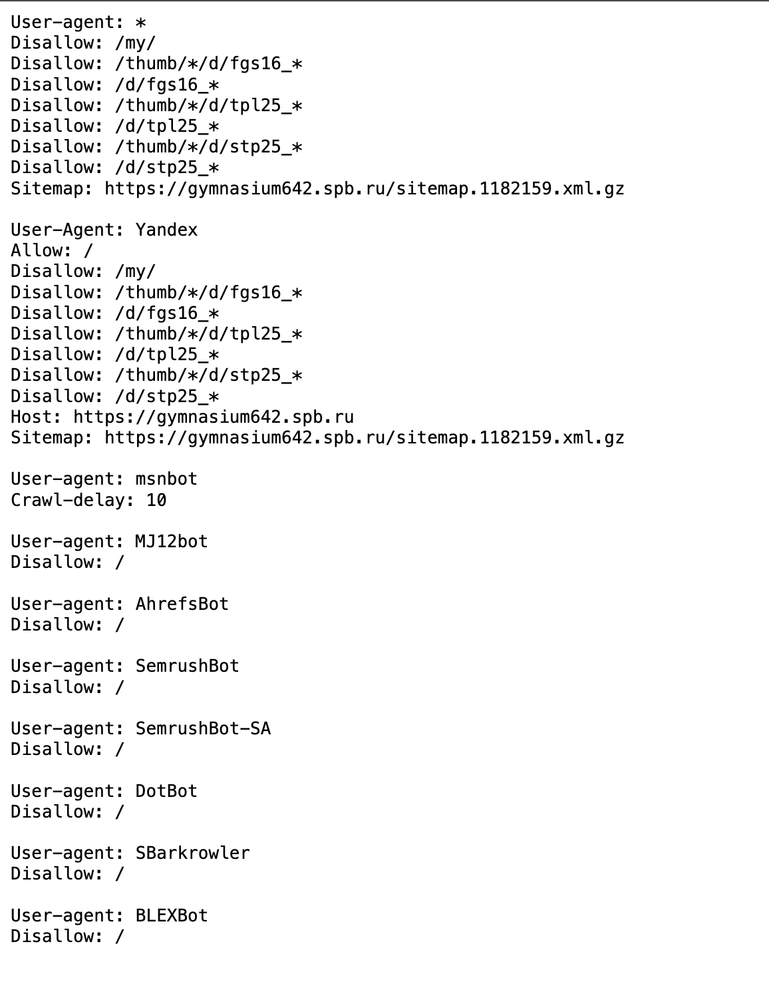 User-agent: *
Disallow: /my/
Disallow: /thumb/*/d/fgs16_*
Disallow: /d/fgs16_*
Disallow: /thumb/*/d/tpl25_*
Disallow: /d/tpl25_*
Disallow: /thumb/*/d/stp25_*
Disallow: /d/stp25_*
Sitemap: https://gymnasium642.spb.ru/sitemap.1182159.xml.gz

User-Agent: Yandex
Allow: /
Disallow: /my/
Disallow: /thumb/*/d/fgs16_*
Disallow: /d/fgs16_*
Disallow: /thumb/*/d/tpl25_*
Disallow: /d/tpl25_*
Disallow: /thumb/*/d/stp25_*
Disallow: /d/stp25_*
Host: https://gymnasium642.spb.ru
Sitemap: https://gymnasium642.spb.ru/sitemap.1182159.xml.gz

User-agent: msnbot
Crawl-delay: 10

User-agent: MJ12bot
Disallow: /

User-agent: AhrefsBot
Disallow: /

User-agent: SemrushBot
Disallow: /

User-agent: SemrushBot-SA
Disallow: /

User-agent: DotBot
Disallow: /

User-agent: SBarkrowler
Disallow: /

User-agent: BLEXBot
Disallow: /